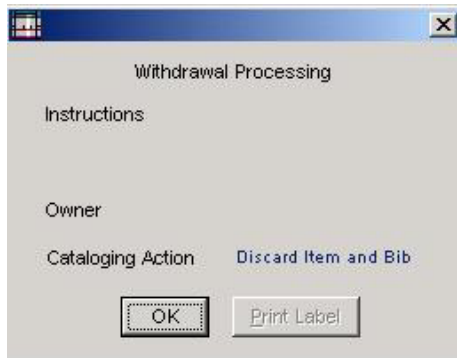 Withdrawal Processing
Instructions
Owner
Cataloging Action Discard Item and Bib
OK Print Label